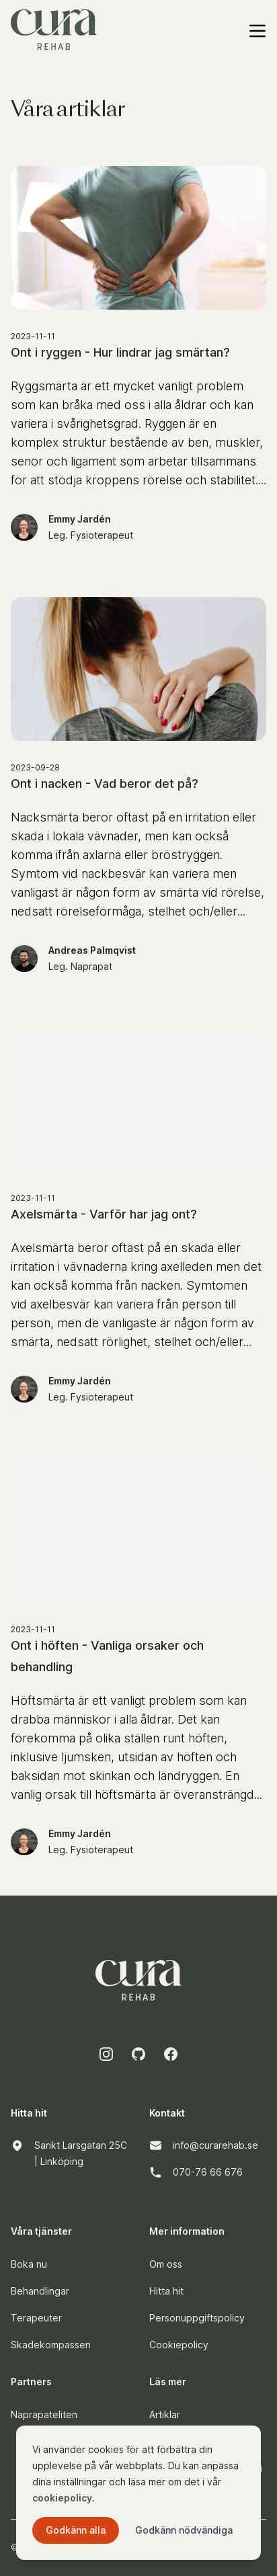 cura
REHAB
Våra artiklar
2023-11-11
Ont i ryggen - Hur lindrar jag smärtan?
Ryggsmärta är ett mycket vanligt problem
som kan bråka med oss i alla åldrar och kan
variera i svårighetsgrad. Ryggen är en
komplex struktur bestående av ben, muskler,
senor och ligament som arbetar tillsammans
för att stödja kroppens rörelse och stabilitet....
Emmy Jardén
Leg. Fysioterapeut
2023-09-28
Ont i nacken - Vad beror det på?
Nacksmärta beror oftast på en irritation eller
skada i lokala vävnader, men kan också
komma ifrån axlarna eller bröstryggen.
Symtom vid nackbesvär kan variera men
vanligast är någon form av smärta vid rörelse,
nedsatt rörelseförmåga, stelhet och/eller...
Andreas Palmqvist
Leg. Naprapat
2023-11-11
Axelsmärta - Varför har jag ont?
Axelsmärta beror oftast på en skada eller
irritation i vävnaderna kring axelleden men det
kan också komma från nacken. Symtomen
vid axelbesvär kan variera från person till
person, men de vanligaste är någon form av
smärta, nedsatt rörlighet, stelhet och/eller...
Emmy Jardén
Leg. Fysioterapeut
2023-11-11
Ont i höften - Vanliga orsaker och
behandling
Höftsmärta är ett vanligt problem som kan
drabba människor i alla åldrar. Det kan
förekomma på olika ställen runt höften,
inklusive ljumsken, utsidan av höften och
baksidan mot skinkan och ländryggen. En
vanlig orsak till höftsmärta är överansträngd...
Emmy Jardén
Leg. Fysioterapeut
cura
REHAB
Hitta hit
Sankt Larsgatan 25C
| Linköping
Kontakt
info@curarehab.se
070-76 66 676
Våra tjänster
Boka nu
Behandlingar
Terapeuter
Skadekompassen
Mer information
Om oss
Hitta hit
Personuppgiftspolicy
Cookiepolicy
Partners
Naprapateliten
Läs mer
Artiklar
Vi använder cookies för att förbättra din
upplevelse på vår webbplats. Du kan anpassa
dina inställningar och läsa mer om det i vår
cookiepolicy.
Godkänn alla
Godkänn nödvändiga
©